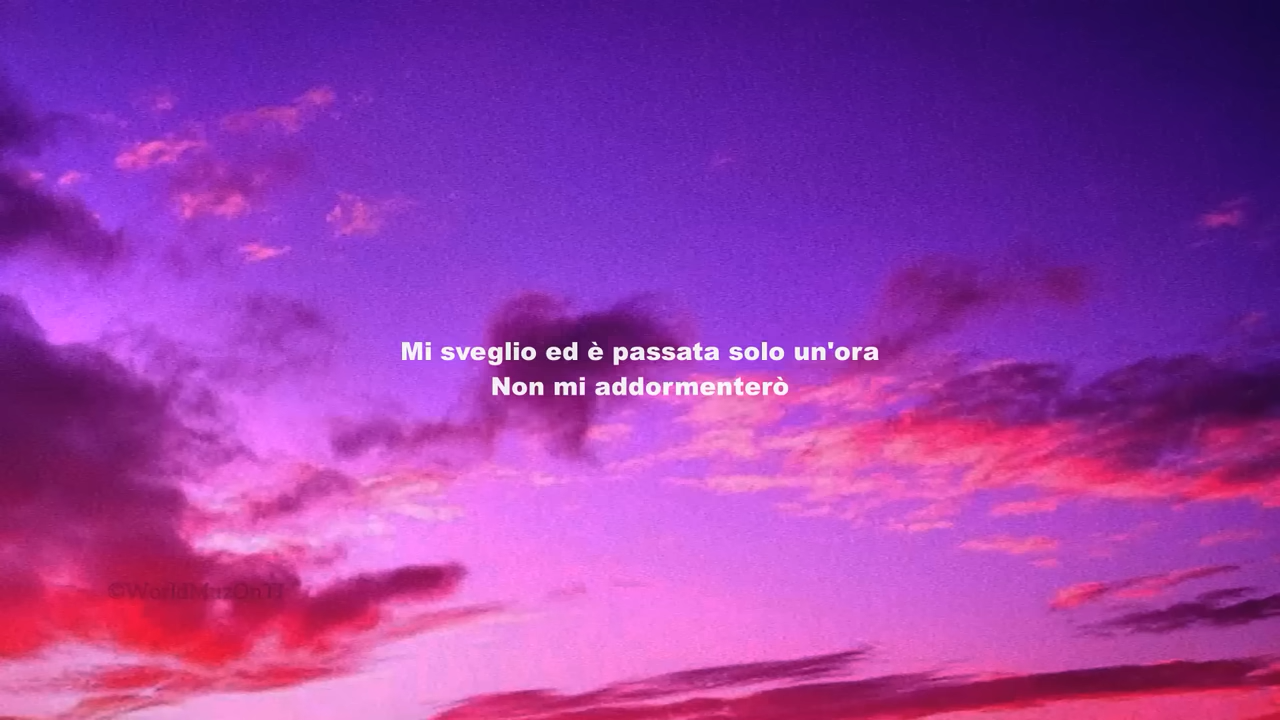 Mi sveglio ed è passata solo un'ora
Non mi addormenterò